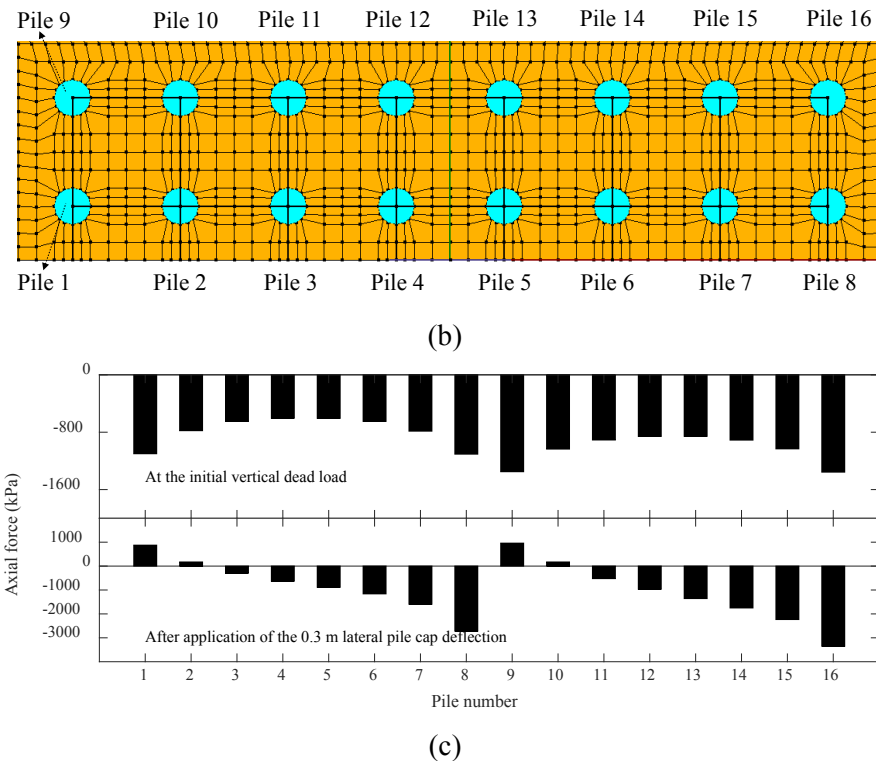 Pile 9 Pile 10 Pile 11 Pile 12 Pile 13 Pile 14 Pile 15 Pile 16
Pile 1 Pile 2 Pile 3 Pile 4 Pile 5 Pile 6 Pile 7 Pile 8
(b)
0
-800
-1600
At the initial vertical dead load
Axial force (kPa)
1000
0
-1000
-2000
-3000
After application of the 0.3 m lateral pile cap deflection
1 2 3 4 5 6 7 8 9 10 11 12 13 14 15 16
Pile number
(c)